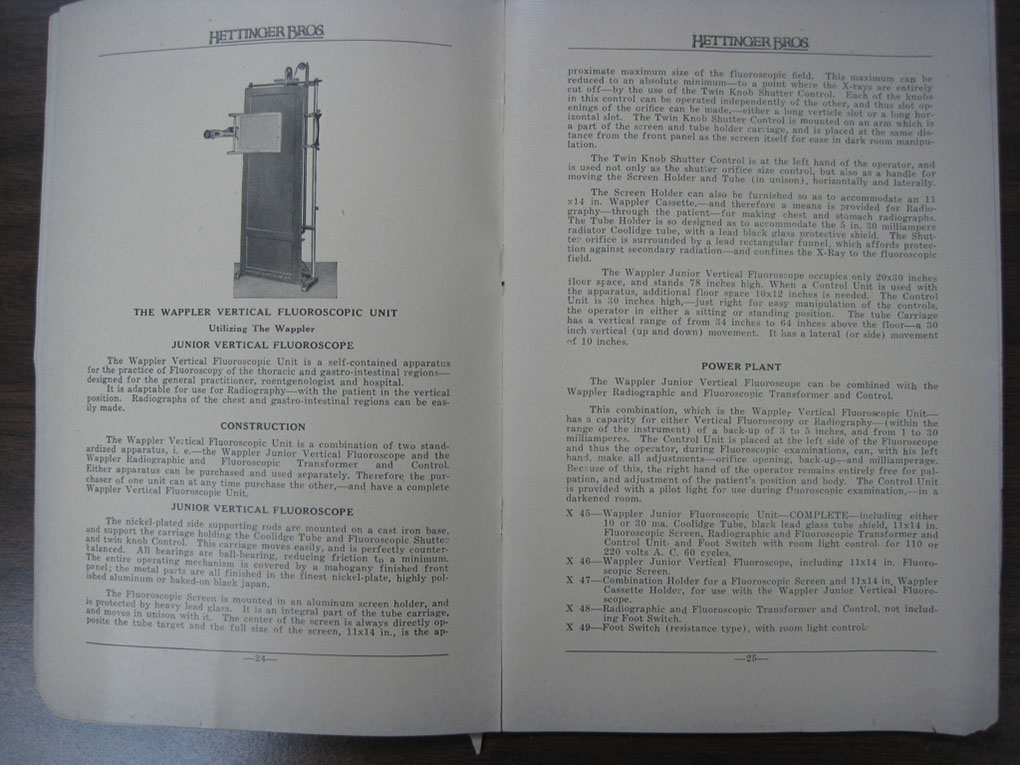 HETTINGER BROS.
THE WAPPLER VERTICAL FLUOROSCOPIC UNIT
Utilizing The Wappler
JUNIOR VERTICAL FLUOROSCOPE
The Wappler Vertical Fluoroscopic Unit is a self-contained apparatus
for the practice of Fluoroscopy of the thoracic and gastro-intestinal regions—
designed for the general practitioner, roentgenologist and hospital.
It is adaptable for use for Radiography—with the patient in the vertical
position. Radiographs of the chest and gastro-intestinal regions can be eas-
ily made.
CONSTRUCTION
The Wappler Vertical Fluoroscopic Unit is a combination of two stand-
ardized apparatus, i. e.—the Wappler Junior Vertical Fluoroscope and the
Wappler Radiographic and Fluoroscopic Transformer and Control.
Either apparatus can be purchased and used separately. Therefore the pur-
chaser of one unit can at any time purchase the other,—and have a complete
Wappler Vertical Fluoroscopic Unit.
JUNIOR VERTICAL FLUOROSCOPE
The nickel-plated side supporting rods are mounted on a cast iron base,
and support the carriage holding the Coolidge Tube and Fluoroscopic Shutter
and twin knob Control. This carriage moves easily, and is perfectly counter-
balanced. All bearings are ball-bearing, reducing friction to a minimum.
The entire operating mechanism is covered by a mahogany finished front
panel; the metal parts are all finished in the finest nickel-plate, highly pol-
ished aluminum or baked-on black japan.
The Fluoroscopic Screen is mounted in an aluminum screen holder, and
is protected by heavy lead glass. It is an integral part of the tube carriage,
and moves in unison with it. The center of the screen is always directly op-
posite the tube target and the full size of the screen, 11x14 in., is the ap-
—24—
HETTINGER BROS.
proximate maximum size of the fluoroscopic field. This maximum can be
reduced to an absolute minimum—to a point where the X-rays are entirely
cut off—by the use of the Twin Knob Shutter Control. Each of the knobs
in this control can be operated independently of the other, and thus slot op-
enings of the orifice can be made,—either a long verticle slot or a long hor-
izontal slot. The Twin Knob Shutter Control is mounted on an arm which is
a part of the screen and tube holder carriage, and is placed at the same dis-
tance from the front panel as the screen itself for ease in dark room manipu-
lation.
The Twin Knob Shutter Control is at the left hand of the operator, and
is used not only as the shutter orifice size control, but also as a handle for
moving the Screen Holder and Tube (in unison), horizontally and laterally.
The Screen Holder can also be furnished so as to accommodate an 11
x14 in. Wappler Cassette,—and therefore a means is provided for Radio-
graphy—through the patient—for making chest and stomach radiographs.
The Tube Holder is so designed as to accommodate the 5 in. 30 milliampere
radiator Coolidge tube, with a lead black glass protective shield. The Shut-
ter orifice is surrounded by a lead rectangular funnel, which affords protec-
tion against secondary radiation—and confines the X-Ray to the fluoroscopic
field.
The Wappler Junior Vertical Fluoroscope occupies only 20x30 inches
floor space, and stands 78 inches high. When a Control Unit is used with
the apparatus, additional floor space 10x12 inches is needed. The Control
Unit is 30 inches high,—just right for easy manipulation of the controls,
the operator in either a sitting or standing position. The tube Carriage
has a vertical range of from 34 inches to 64 inhces above the floor—a 30
inch vertical (up and down) movement. It has a lateral (or side) movement
of 10 inches.
POWER PLANT
The Wappler Junior Vertical Fluoroscope can be combined with the
Wappler Radiographic and Fluoroscopic Transformer and Control.
This combination, which is the Wappler Vertical Fluoroscopic Unit—
has a capacity for either Vertical Fluoroscopy or Radiography—(within the
range of the instrument) of a back-up of 3 to 5 inches, and from 1 to 30
milliamperes. The Control Unit is placed at the left side of the Fluoroscope
and thus the operator, during Fluoroscopic examinations, can, with his left
hand, make all adjustments—orifice opening, back-up—and milliamperage.
Because of this, the right hand of the operator remains entirely free for pal-
pation, and adjustment of the patient's position and body. The Control Unit
is provided with a pilot light for use during fluoroscopic examination,—in a
darkened room.
X 45—Wappler Junior Fluoroscopic Unit—COMPLETE—including either
10 or 30 ma. Coolidge Tube, black lead glass tube shield, 11x14 in.
Fluoroscopic Screen, Radiographic and Fluoroscopic Transformer and
Control Unit and Foot Switch with room light control for 110 or
220 volts A. C. 60 cycles.
X 46—Wappler Junior Vertical Fluoroscope, including 11x14 in. Fluoro-
scopic Screen.
X 47—Combination Holder for a Fluoroscopic Screen and 11x14 in. Wappler
Cassette Holder, for use with the Wappler Junior Vertical Fluoro-
scope.
X 48—Radiographic and Fluoroscopic Transformer and Control, not includ-
ing Foot Switch.
X 49—Foot Switch (resistance type), with room light control.
—25—